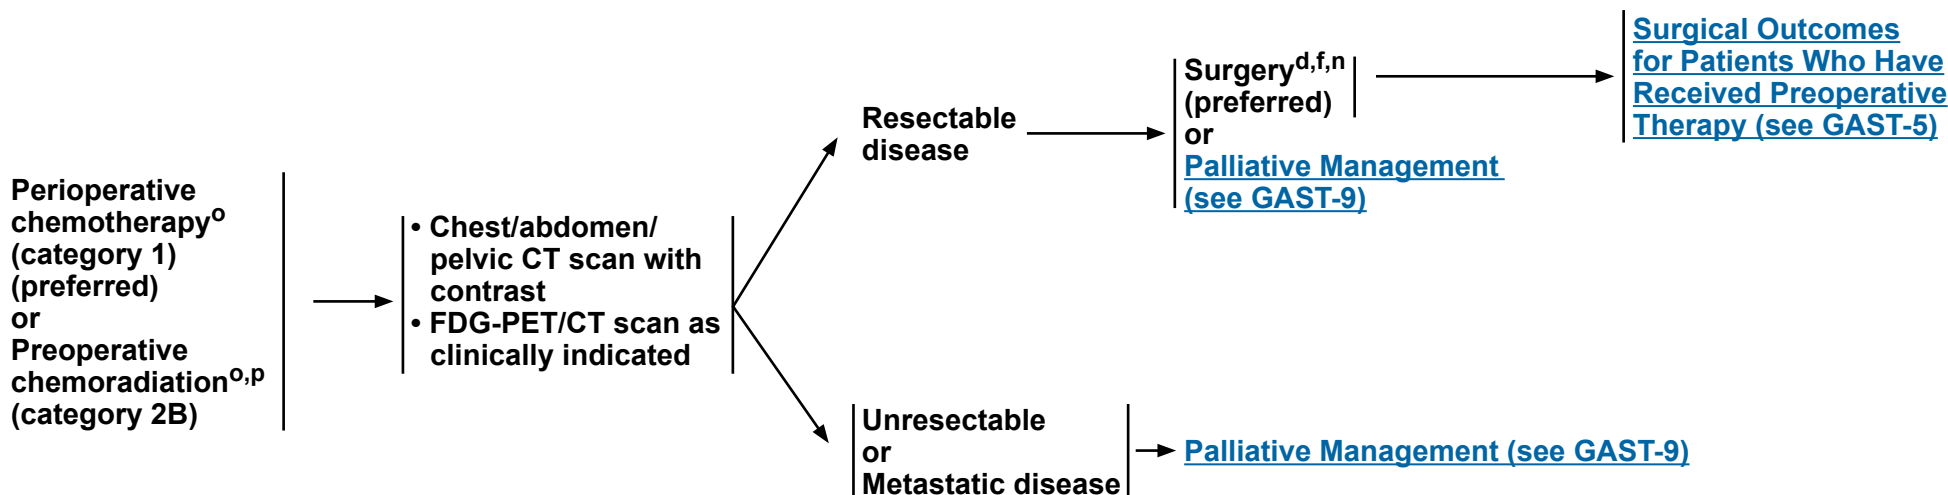 Perioperative
chemotherapyᵒ
(category 1)
(preferred)
or
Preoperative
chemoradiationᵒ,ᵖ
(category 2B)
• Chest/abdomen/
pelvic CT scan with
contrast
• FDG-PET/CT scan as
clinically indicated
Resectable
disease
Surgeryᵈ,ᶠ,ⁿ
(preferred)
or
Palliative Management
(see GAST-9)
Surgical Outcomes
for Patients Who Have
Received Preoperative
Therapy (see GAST-5)
Unresectable
or
Metastatic disease
Palliative Management (see GAST-9)